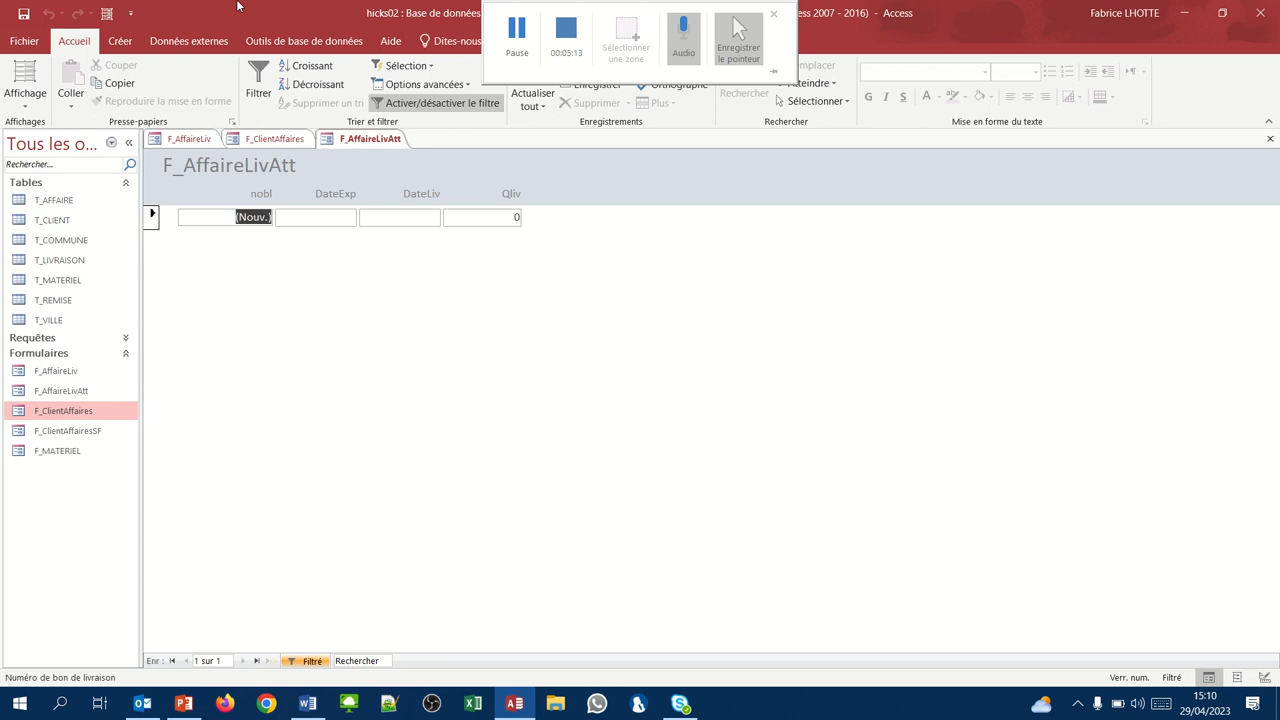 hicks02 : Base de données
ess 2007 - 2016) - Access
Fabrice LHOTTE
Pause
00:05:13
Sélectionner
une zone
Audio
Enregistrer
le pointeur
Fichier
Accueil
Créer
Données externes
Outils de base de données
Aide
Dites-nous
Affichage
Coller
Couper
Copier
Reproduire la mise en forme
Filtrer
Croissant
Décroissant
Supprimer un tri
Sélection
Options avancées
Activer/désactiver le filtre
Actualiser
tout
Enregistrer
Supprimer
Orthographe
Plus
Rechercher
Sélectionner
G I S
A
Affichages
Presse-papiers
Trier et filtrer
Enregistrements
Rechercher
Mise en forme du texte
Tous les o...
Rechercher...
Tables
T_AFFAIRE
T_CLIENT
T_COMMUNE
T_LIVRAISON
T_MATERIEL
T_REMISE
T_VILLE
Requêtes
Formulaires
F_AffaireLiv
F_AffaireLivAtt
F_ClientAffaires
F_ClientAffairesSF
F_MATERIEL
F_AffaireLiv
F_ClientAffaires
F_AffaireLivAtt
F_AffaireLivAtt
nobl DateExp DateLiv Qliv
(Nouv.) 0
Enr : 1 sur 1 Filtré Rechercher
Numéro de bon de livraison
Verr. num. Filtré
15:10
29/04/2023